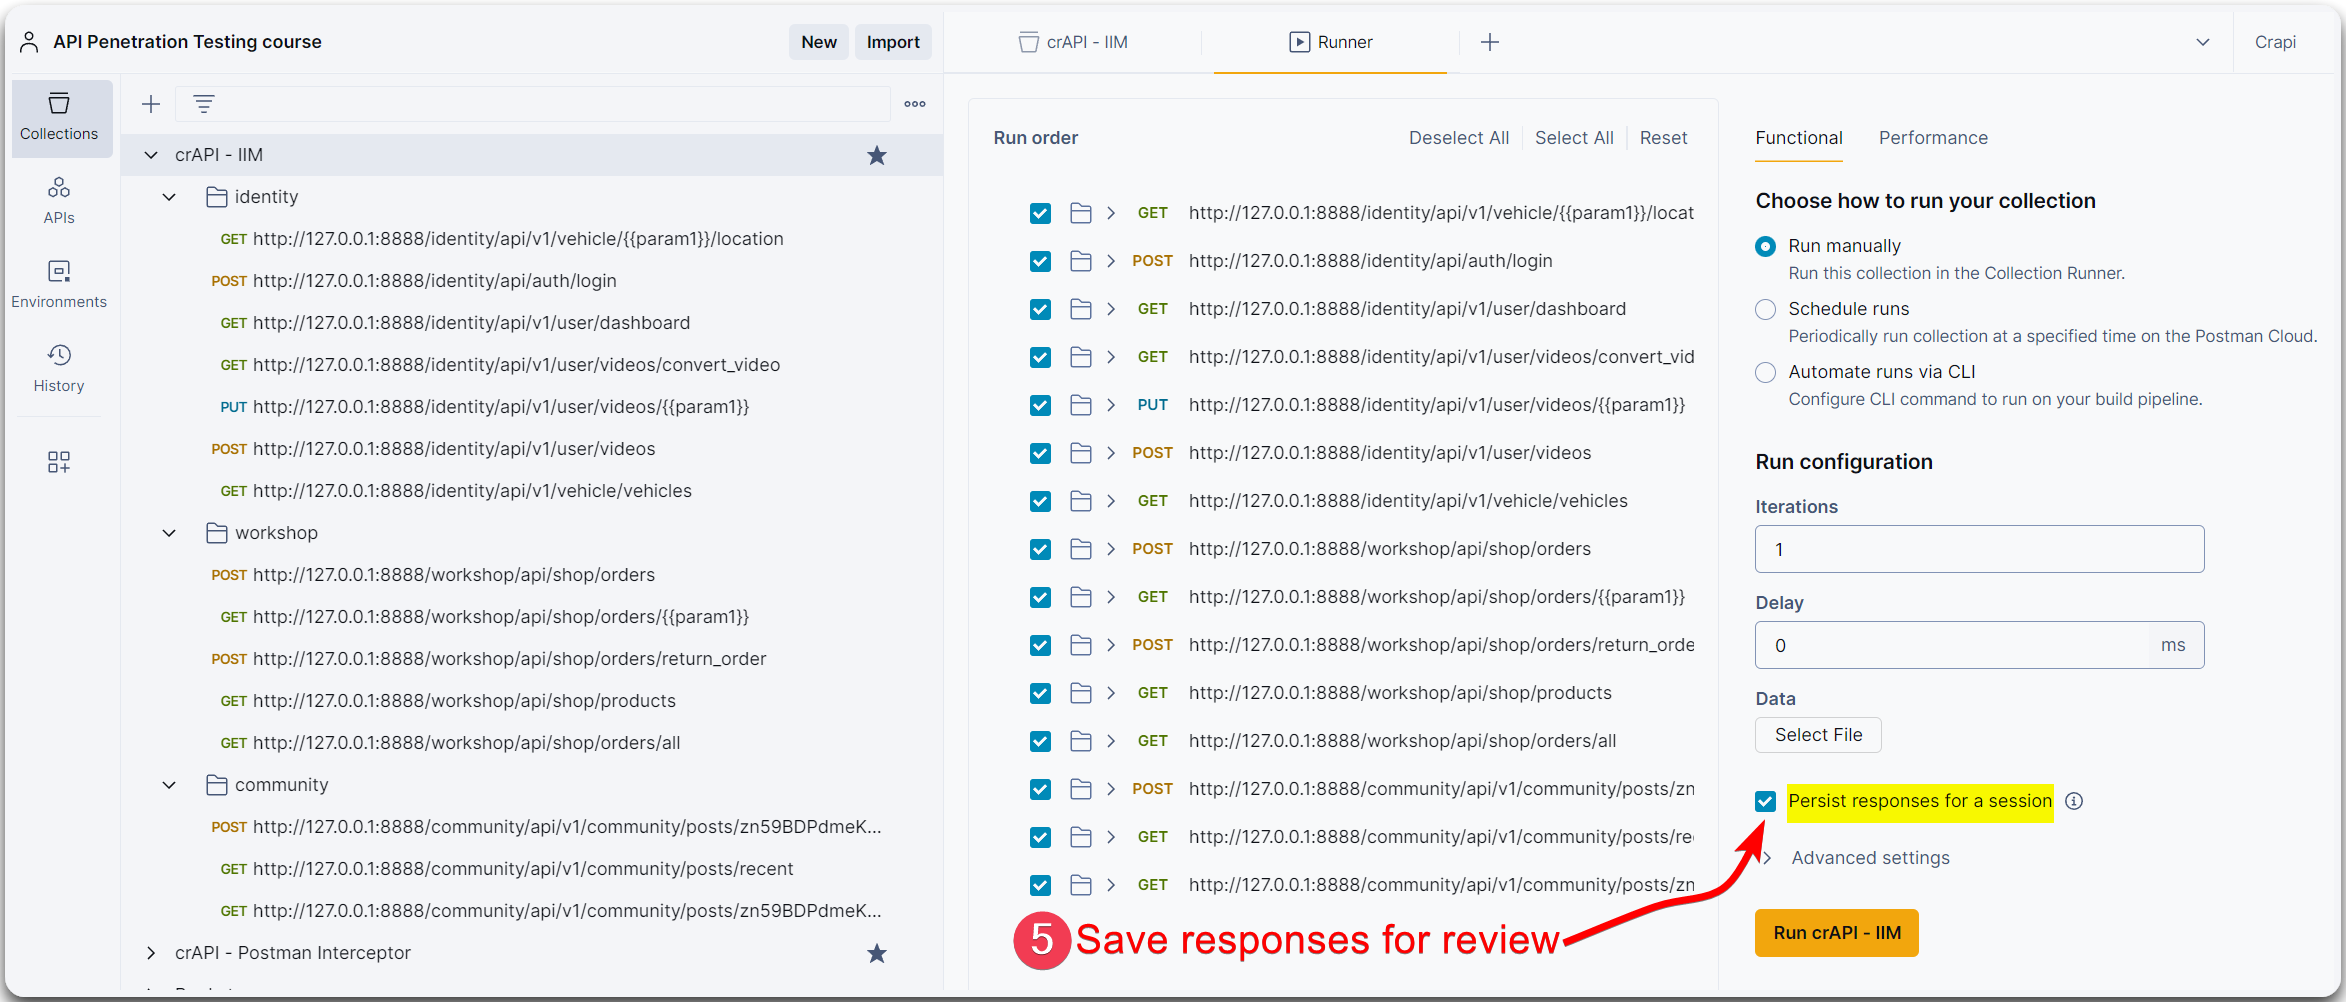 API Penetration Testing course
New
Import
crAPI - IIM
Runner
Crapi
Collections
APIs
Environments
History
crAPI - IIM
identity
GET http://127.0.0.1:8888/identity/api/v1/vehicle/{{param1}}/location
POST http://127.0.0.1:8888/identity/api/auth/login
GET http://127.0.0.1:8888/identity/api/v1/user/dashboard
GET http://127.0.0.1:8888/identity/api/v1/user/videos/convert_video
PUT http://127.0.0.1:8888/identity/api/v1/user/videos/{{param1}}
POST http://127.0.0.1:8888/identity/api/v1/user/videos
GET http://127.0.0.1:8888/identity/api/v1/vehicle/vehicles
workshop
POST http://127.0.0.1:8888/workshop/api/shop/orders
GET http://127.0.0.1:8888/workshop/api/shop/orders/{{param1}}
POST http://127.0.0.1:8888/workshop/api/shop/orders/return_order
GET http://127.0.0.1:8888/workshop/api/shop/products
GET http://127.0.0.1:8888/workshop/api/shop/orders/all
community
POST http://127.0.0.1:8888/community/api/v1/community/posts/zn59BDPdmeK...
GET http://127.0.0.1:8888/community/api/v1/community/posts/recent
GET http://127.0.0.1:8888/community/api/v1/community/posts/zn59BDPdmeK...
crAPI - Postman Interceptor
Run order
Deselect All
Select All
Reset
GET http://127.0.0.1:8888/identity/api/v1/vehicle/{{param1}}/locat
POST http://127.0.0.1:8888/identity/api/auth/login
GET http://127.0.0.1:8888/identity/api/v1/user/dashboard
GET http://127.0.0.1:8888/identity/api/v1/user/videos/convert_vid
PUT http://127.0.0.1:8888/identity/api/v1/user/videos/{{param1}}
POST http://127.0.0.1:8888/identity/api/v1/user/videos
GET http://127.0.0.1:8888/identity/api/v1/vehicle/vehicles
POST http://127.0.0.1:8888/workshop/api/shop/orders
GET http://127.0.0.1:8888/workshop/api/shop/orders/{{param1}}
POST http://127.0.0.1:8888/workshop/api/shop/orders/return_orde
GET http://127.0.0.1:8888/workshop/api/shop/products
GET http://127.0.0.1:8888/workshop/api/shop/orders/all
POST http://127.0.0.1:8888/community/api/v1/community/posts/zn
GET http://127.0.0.1:8888/community/api/v1/community/posts/re
GET http://127.0.0.1:8888/community/api/v1/community/posts/zn
5 Save responses for review
Functional
Performance
Choose how to run your collection
Run manually
Run this collection in the Collection Runner.
Schedule runs
Periodically run collection at a specified time on the Postman Cloud.
Automate runs via CLI
Configure CLI command to run on your build pipeline.
Run configuration
Iterations
1
Delay
0 ms
Data
Select File
Persist responses for a session
Advanced settings
Run crAPI - IIM